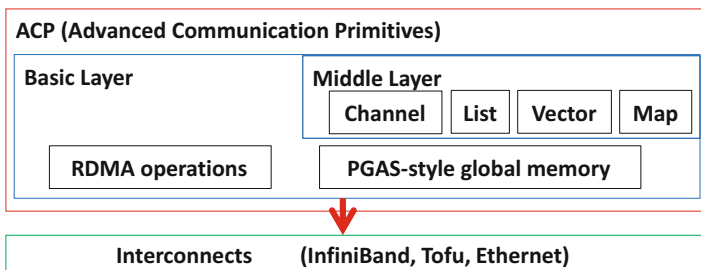 ACP (Advanced Communication Primitives)
Basic Layer
Middle Layer
Channel List Vector Map
RDMA operations PGAS-style global memory
Interconnects (InfiniBand, Tofu, Ethernet)